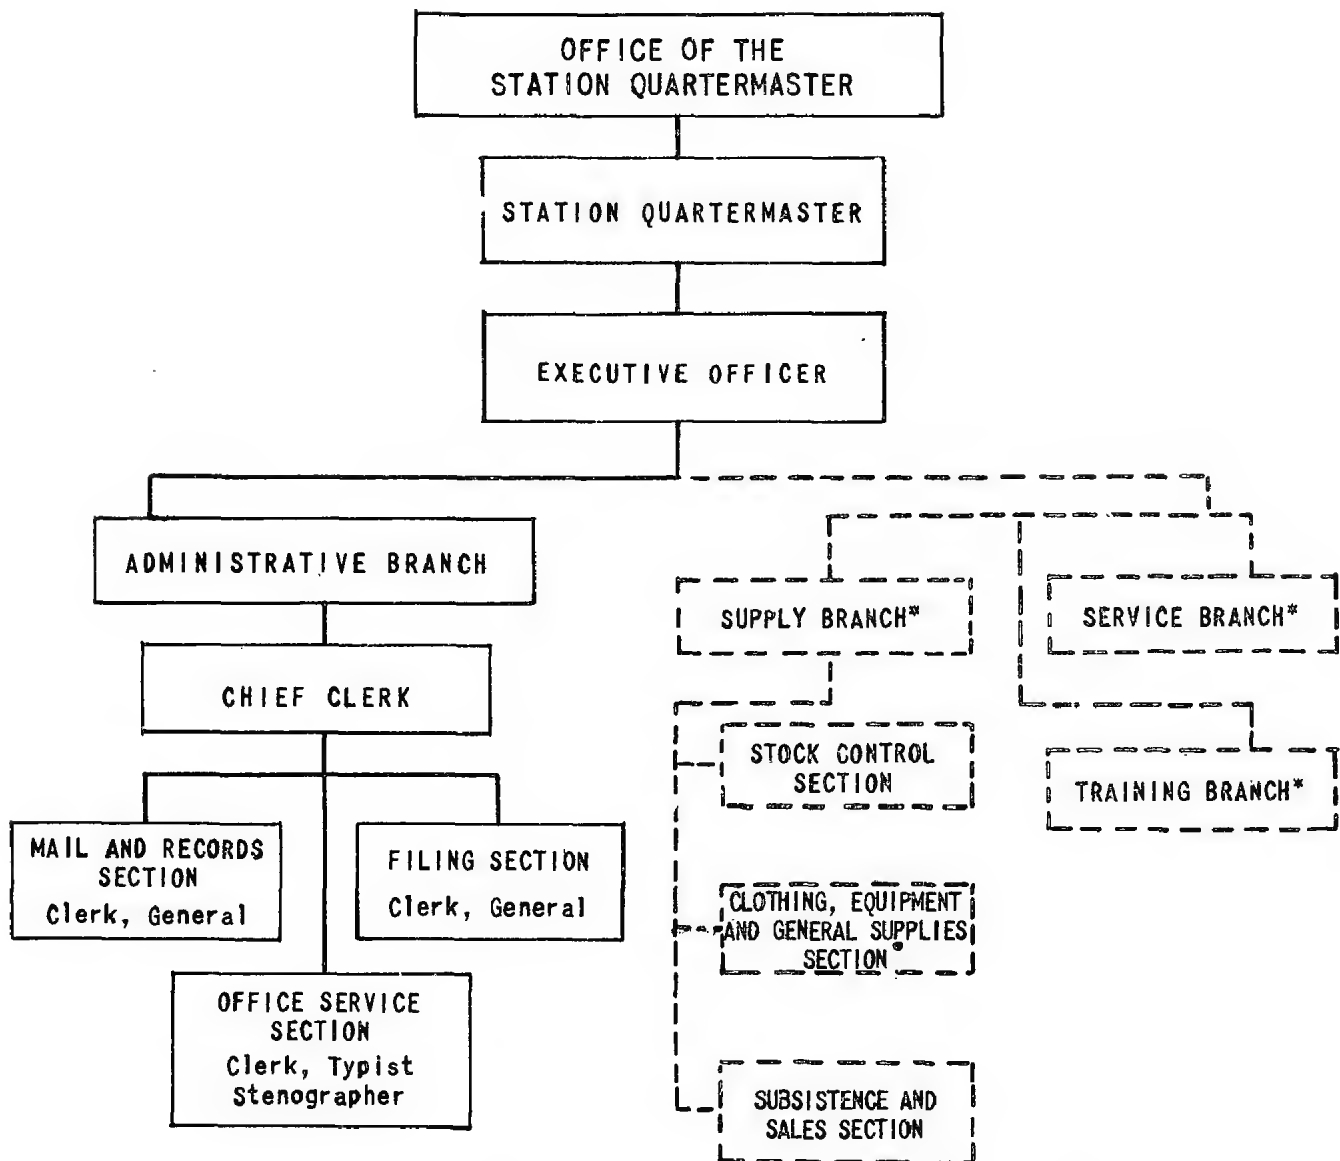 OFFICE OF THE
STATION QUARTERMASTER
STATION QUARTERMASTER
EXECUTIVE OFFICER
ADMINISTRATIVE BRANCH
SUPPLY BRANCH*
SERVICE BRANCH*
CHIEF CLERK
STOCK CONTROL
SECTION
TRAINING BRANCH*
MAIL AND RECORDS
SECTION
Clerk, General
FILING SECTION
Clerk, General
CLOTHING, EQUIPMENT
AND GENERAL SUPPLIES
SECTION*
OFFICE SERVICE
SECTION
Clerk, Typist
Stenographer
SUBSISTENCE AND
SALES SECTION